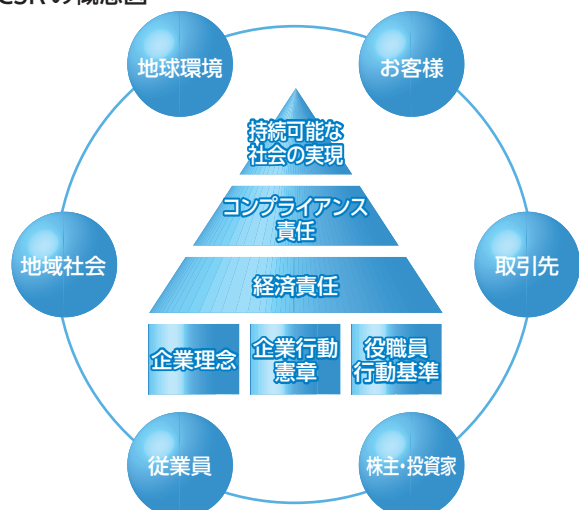 CSRの概念図
地球環境
お客様
持続可能な
社会の実現
コンプライアンス
責任
地域社会
取引先
経済責任
企業理念
企業行動
憲章
役職員
行動基準
従業員
株主・投資家